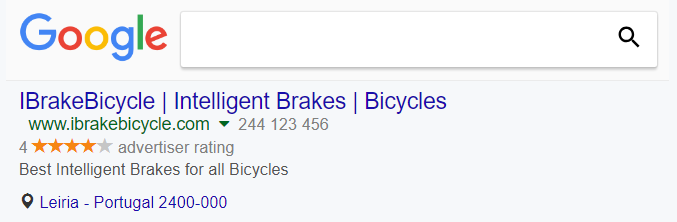 Google
IBrakeBicycle | Intelligent Brakes | Bicycles
www.ibrakebicycle.com 244 123 456
4 advertiser rating
Best Intelligent Brakes for all Bicycles
Leiria - Portugal 2400-000